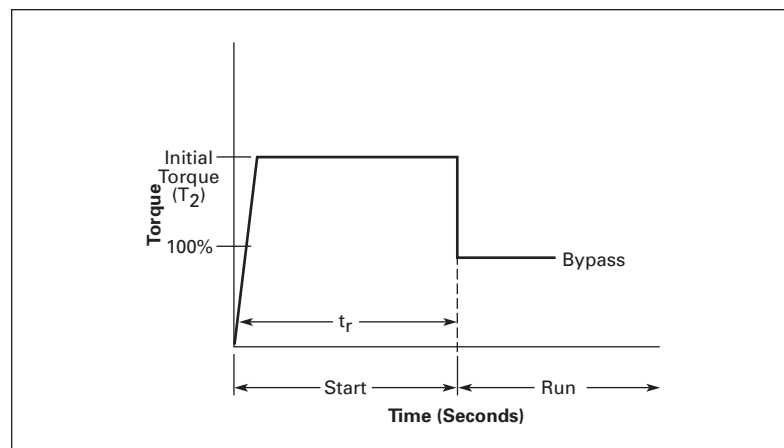 Initial
Torque
(T2)
Torque
100%
Bypass
tr
Start
Run
Time (Seconds)